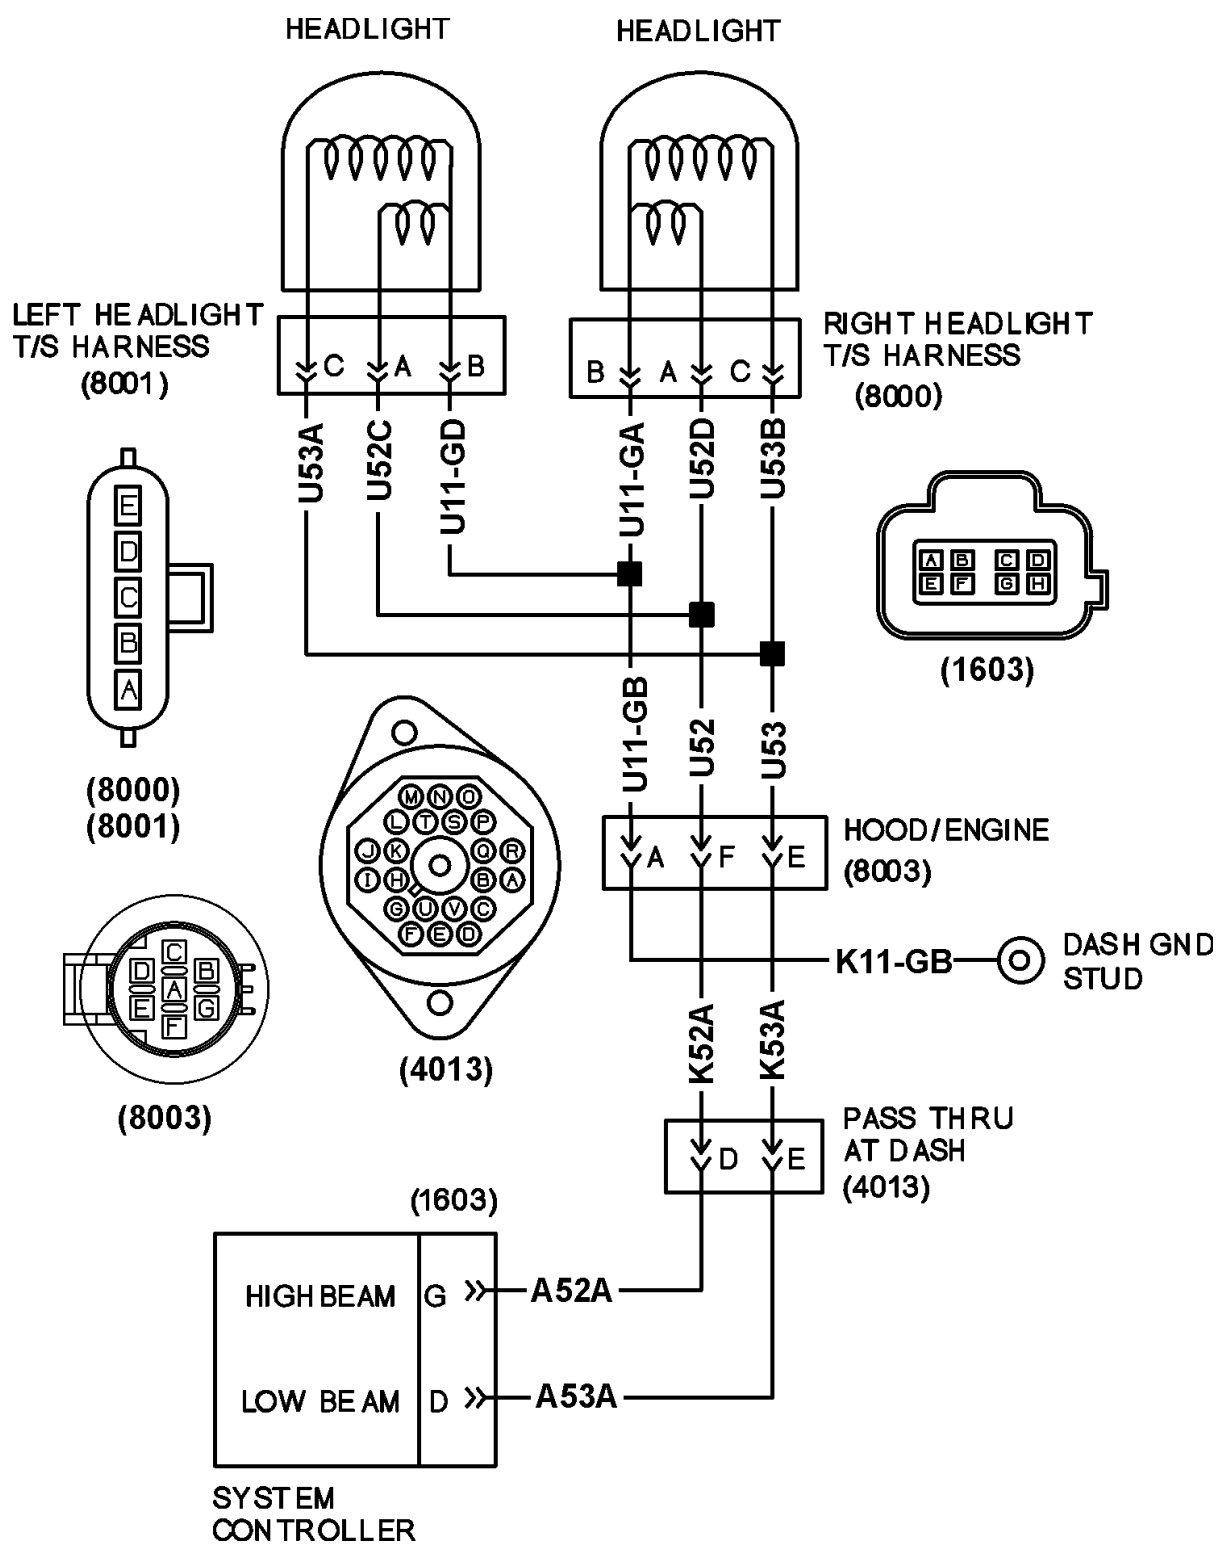 HEADLIGHT
HEADLIGHT
LEFT HEADLIGHT
T/S HARNESS
(8001)
C
A
B
B
A
C
RIGHT HEADLIGHT
T/S HARNESS
(8000)
U53A
U52C
U11-GD
U11-GA
U52D
U53B
E
D
C
B
A
(8000)
(8001)
A B C D
E F G H
(1603)
U11-GB
U52
U53
M N O
L T S P
J K Q R
I H B A
G U V C
F E D
(4013)
A
F
E
HOOD/ENGINE
(8003)
C
D B
A
E G
F
(8003)
K11-GB
DASH GND
STUD
K52A
K53A
D
E
PASS THRU
AT DASH
(4013)
(1603)
HIGH BEAM
G
A52A
LOW BEAM
D
A53A
SYSTEM
CONTROLLER